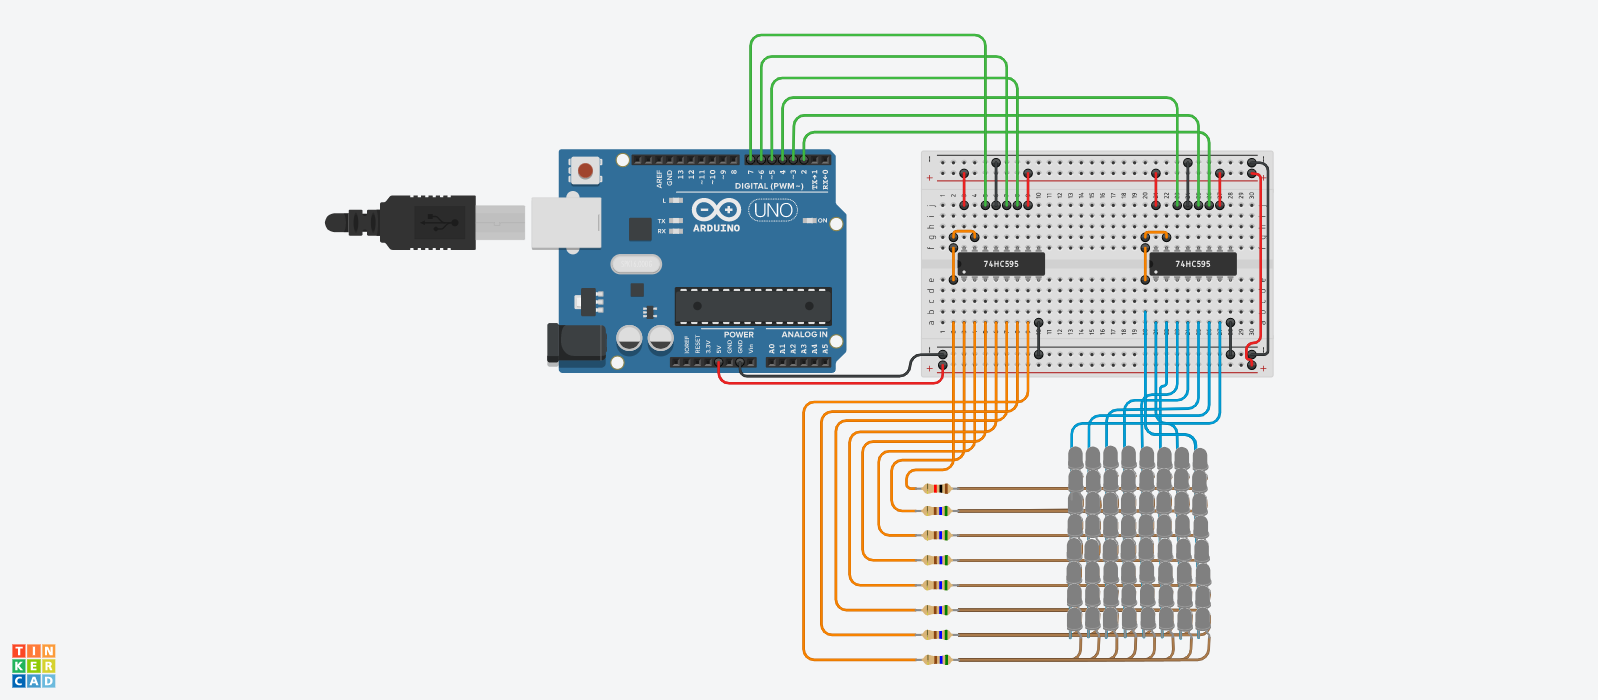 AREF
GND
13
12
~11
~10
~9
8
7
~6
~5
4
~3
2
TX→1
RX←0
DIGITAL (PWM~)
L
TX
RX
ARDUINO
UNO
ON
POWER
ANALOG IN
IOREF
RESET
3.3V
5V
GND
GND
Vin
A0
A1
A2
A3
A4
A5
74HC595
74HC595
TIN
KER
CAD